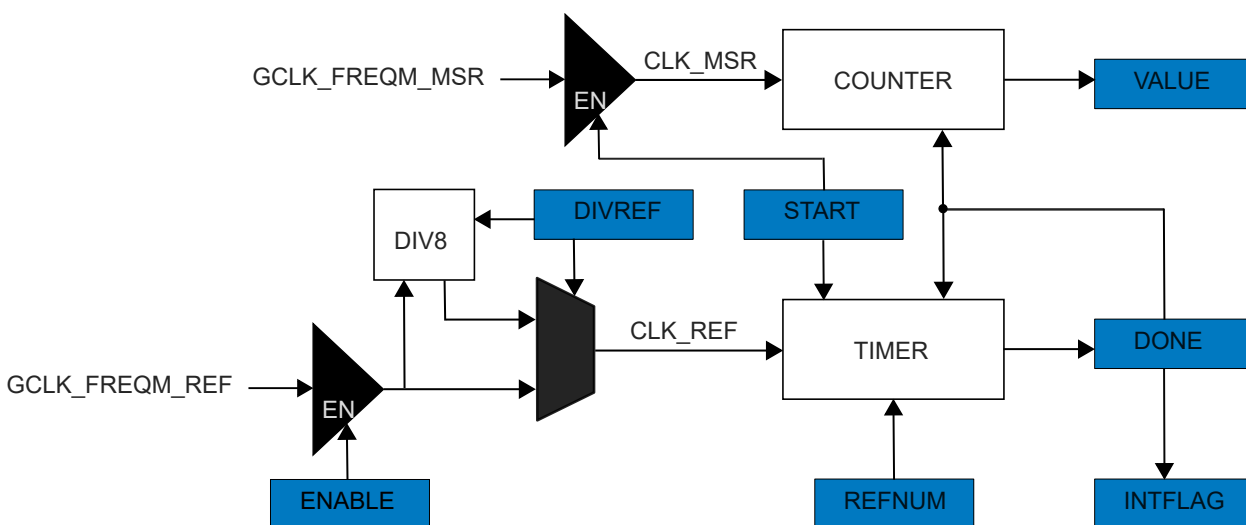 CLK_MSR
GCLK_FREQM_MSR
COUNTER
VALUE
EN
DIVREF
START
DIV8
CLK_REF
TIMER
DONE
GCLK_FREQM_REF
EN
ENABLE
REFNUM
INTFLAG